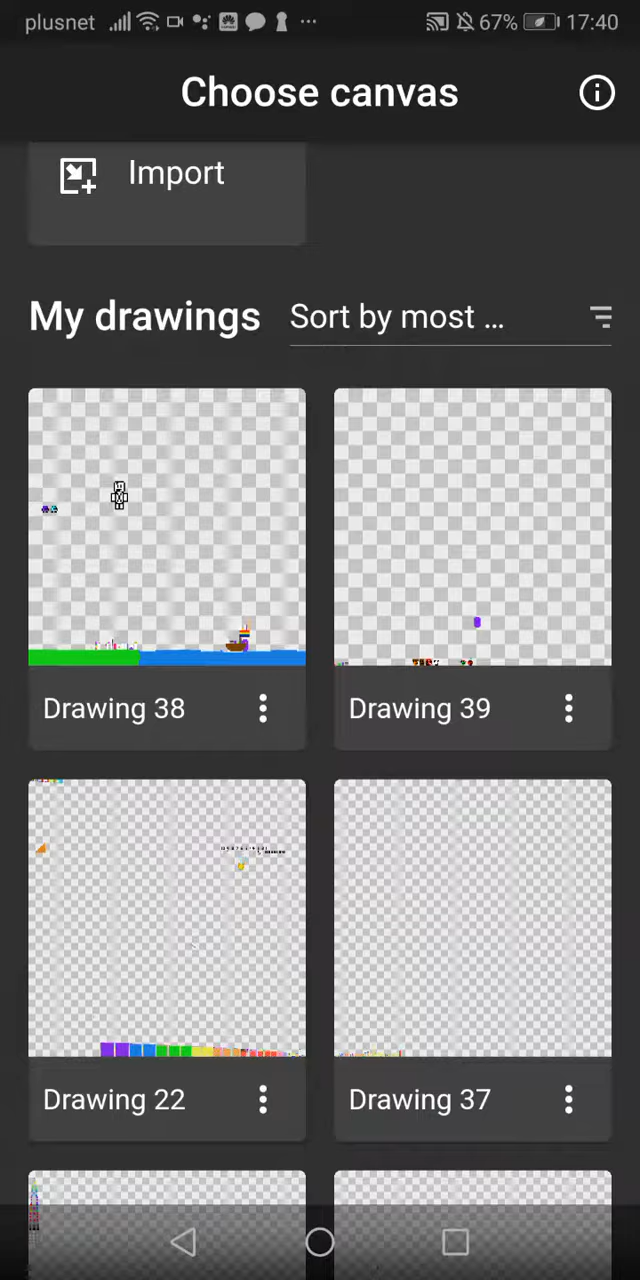 plusnet 67% 17:40
Choose canvas
Import
My drawings Sort by most ...
Drawing 38 Drawing 39
Drawing 22 Drawing 37